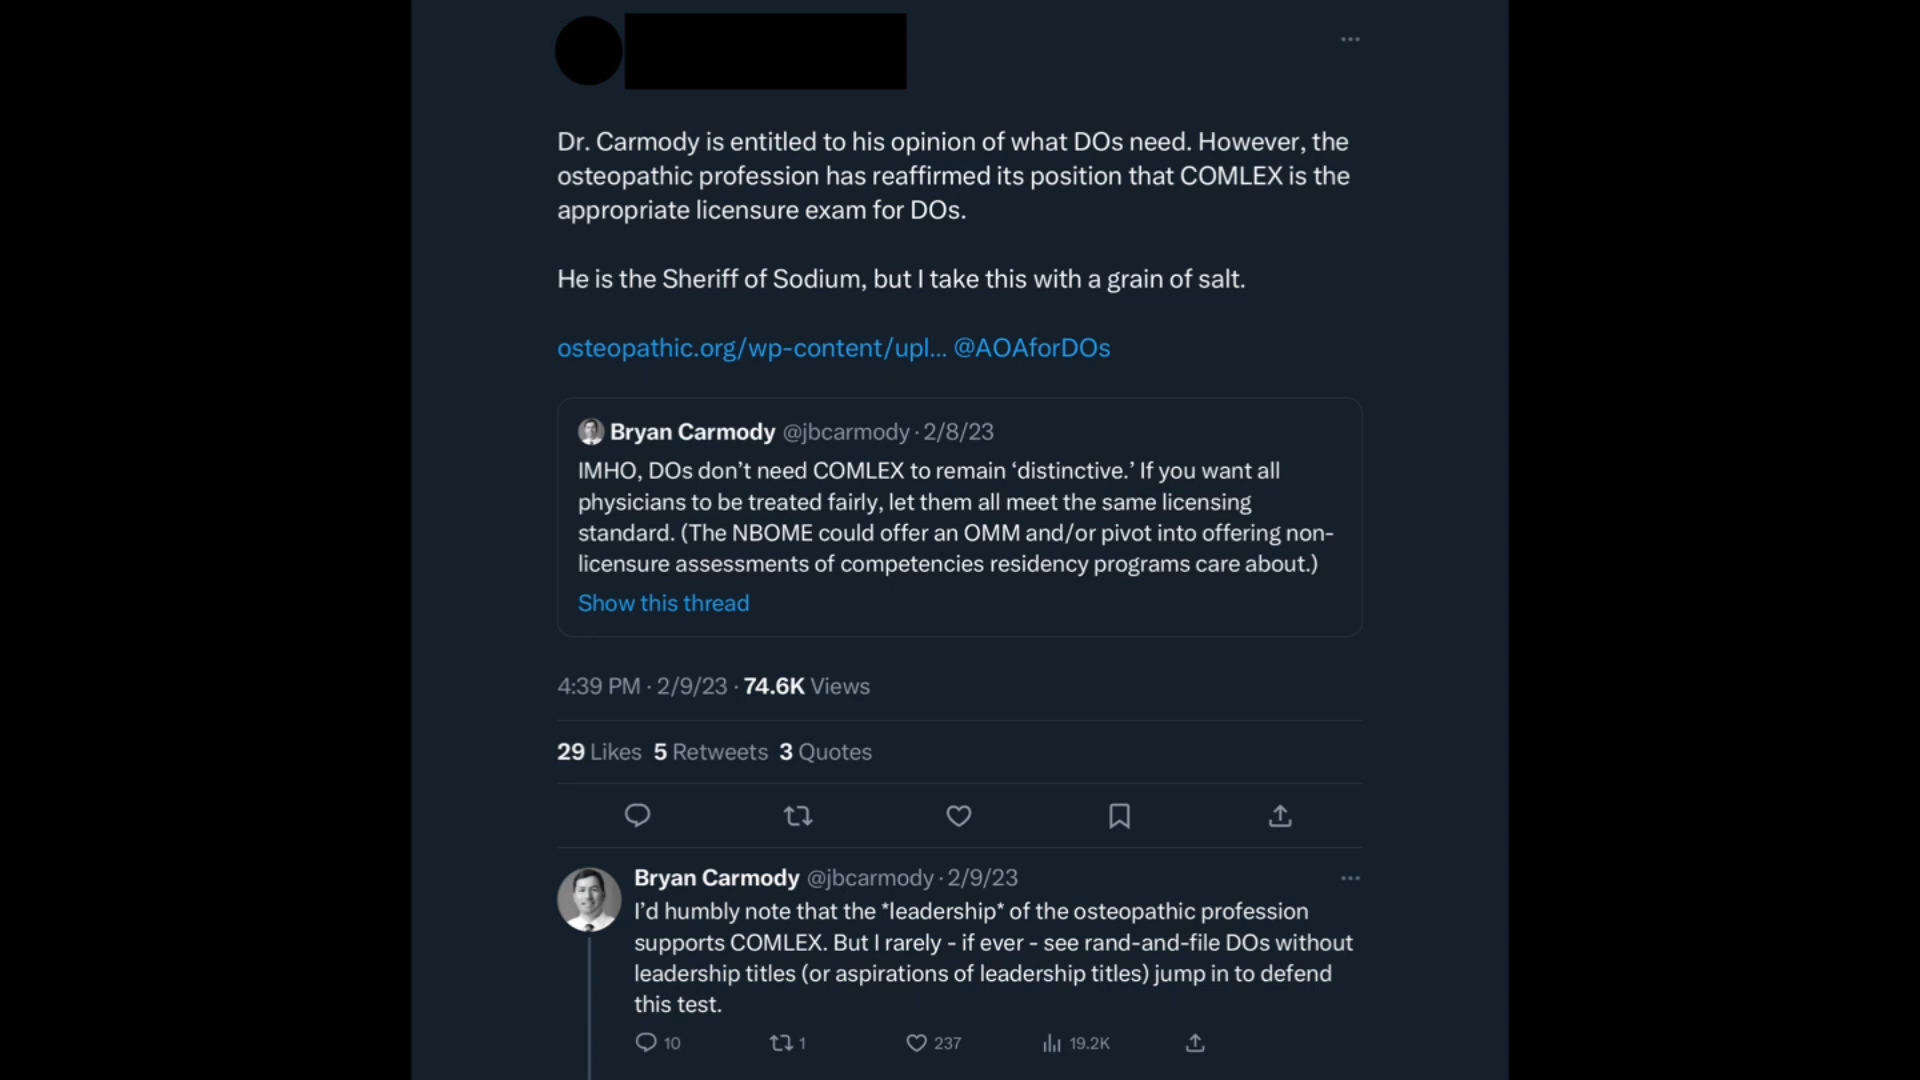 Dr. Carmody is entitled to his opinion of what DOs need. However, the
osteopathic profession has reaffirmed its position that COMLEX is the
appropriate licensure exam for DOs.
He is the Sheriff of Sodium, but I take this with a grain of salt.
osteopathic.org/wp-content/upl... @AOAforDOs
Bryan Carmody @jbcarmody · 2/8/23
IMHO, DOs don’t need COMLEX to remain ‘distinctive.’ If you want all
physicians to be treated fairly, let them all meet the same licensing
standard. (The NBOME could offer an OMM and/or pivot into offering non-
licensure assessments of competencies residency programs care about.)
Show this thread
4:39 PM · 2/9/23 · 74.6K Views
29 Likes 5 Retweets 3 Quotes
Bryan Carmody @jbcarmody · 2/9/23
I’d humbly note that the *leadership* of the osteopathic profession
supports COMLEX. But I rarely - if ever - see rand-and-file DOs without
leadership titles (or aspirations of leadership titles) jump in to defend
this test.
10 1 237 19.2K